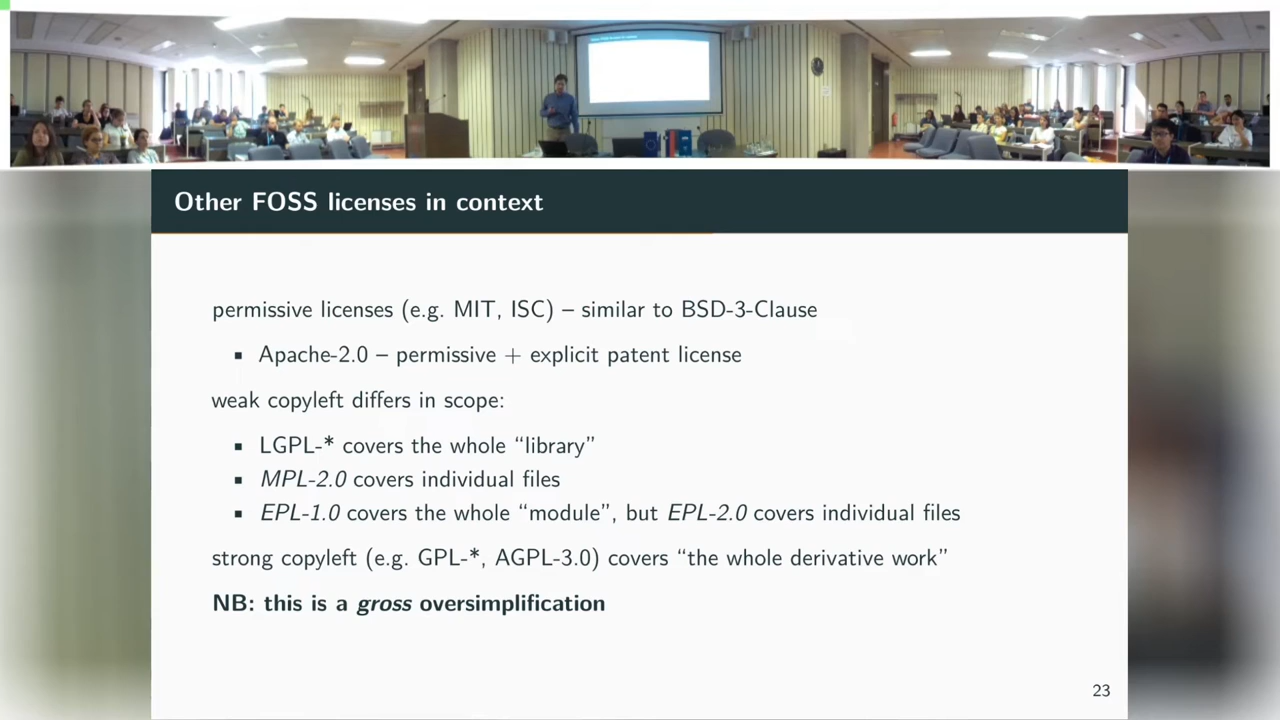 Other FOSS licenses in context
permissive licenses (e.g. MIT, ISC) – similar to BSD-3-Clause
▪ Apache-2.0 – permissive + explicit patent license
weak copyleft differs in scope:
▪ LGPL-* covers the whole “library”
▪ MPL-2.0 covers individual files
▪ EPL-1.0 covers the whole “module”, but EPL-2.0 covers individual files
strong copyleft (e.g. GPL-*, AGPL-3.0) covers “the whole derivative work”
NB: this is a gross oversimplification
23